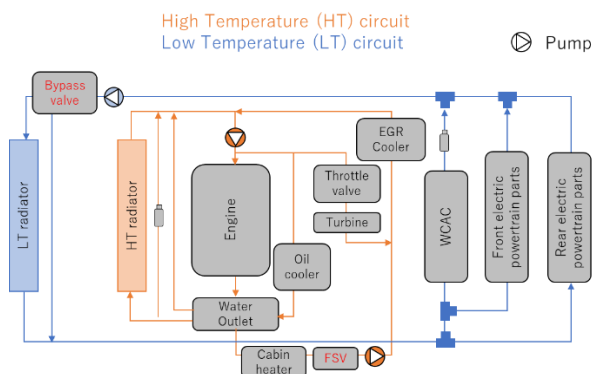 High Temperature (HT) circuit
Low Temperature (LT) circuit
Pump
Bypass
valve
LT radiator
HT radiator
Engine
EGR
Cooler
Throttle
valve
Turbine
Oil
cooler
Water
Outlet
Cabin
heater
FSV
WCAC
Front electric
powertrain parts
Rear electric
powertrain parts